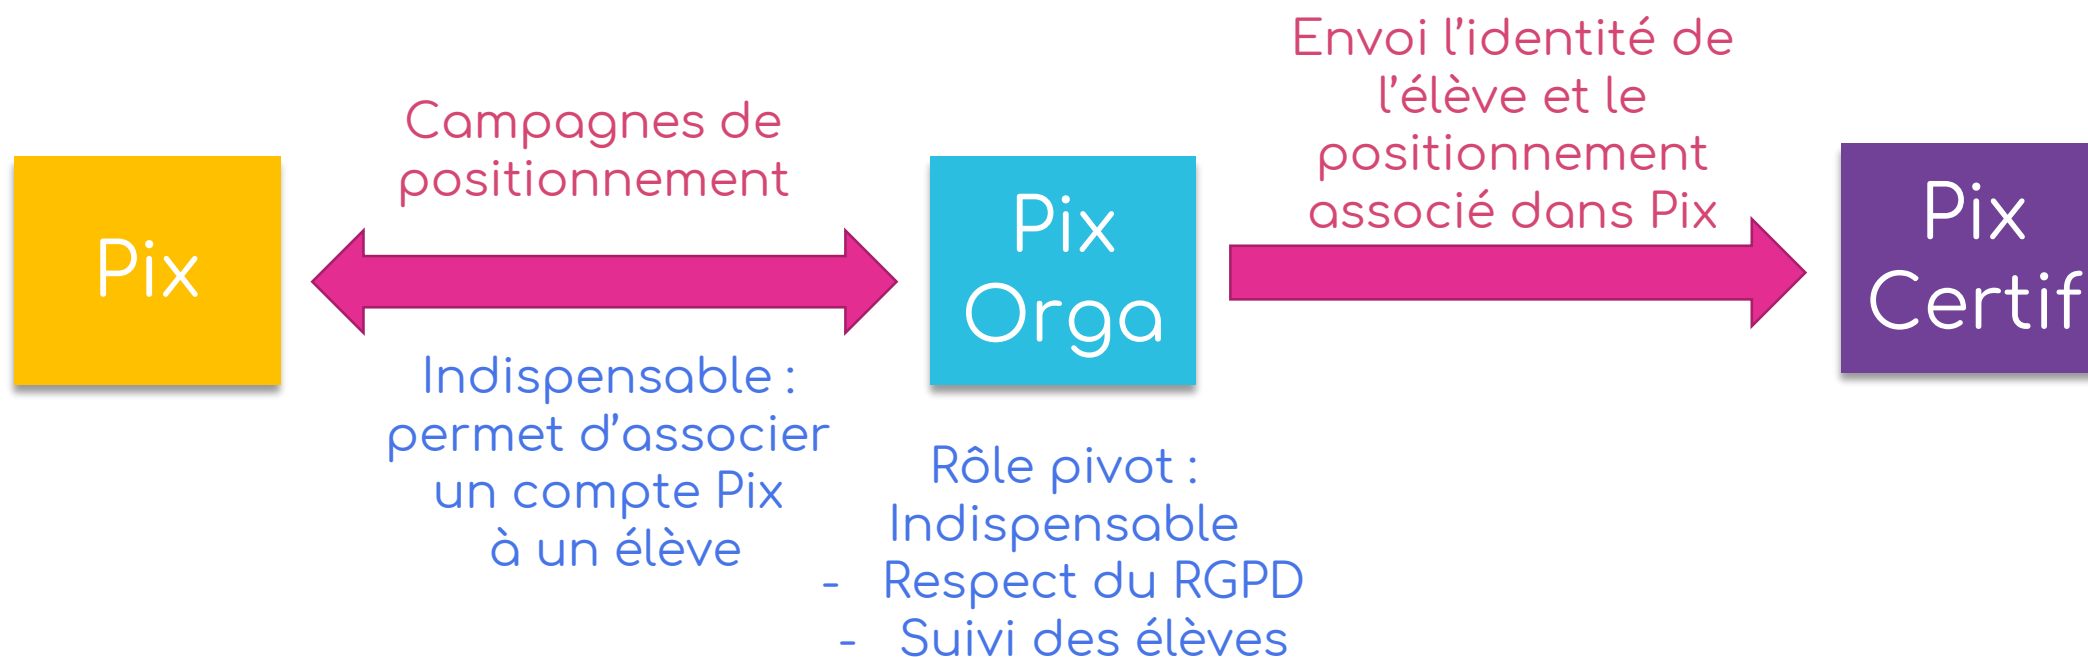 Pix
Campagnes de
positionnement
Indispensable :
permet d'associer
un compte Pix
à un élève
Pix
Orga
Rôle pivot :
Indispensable
- Respect du RGPD
- Suivi des élèves
Envoi l'identité de
l'élève et le
positionnement
associé dans Pix
Pix
Certif